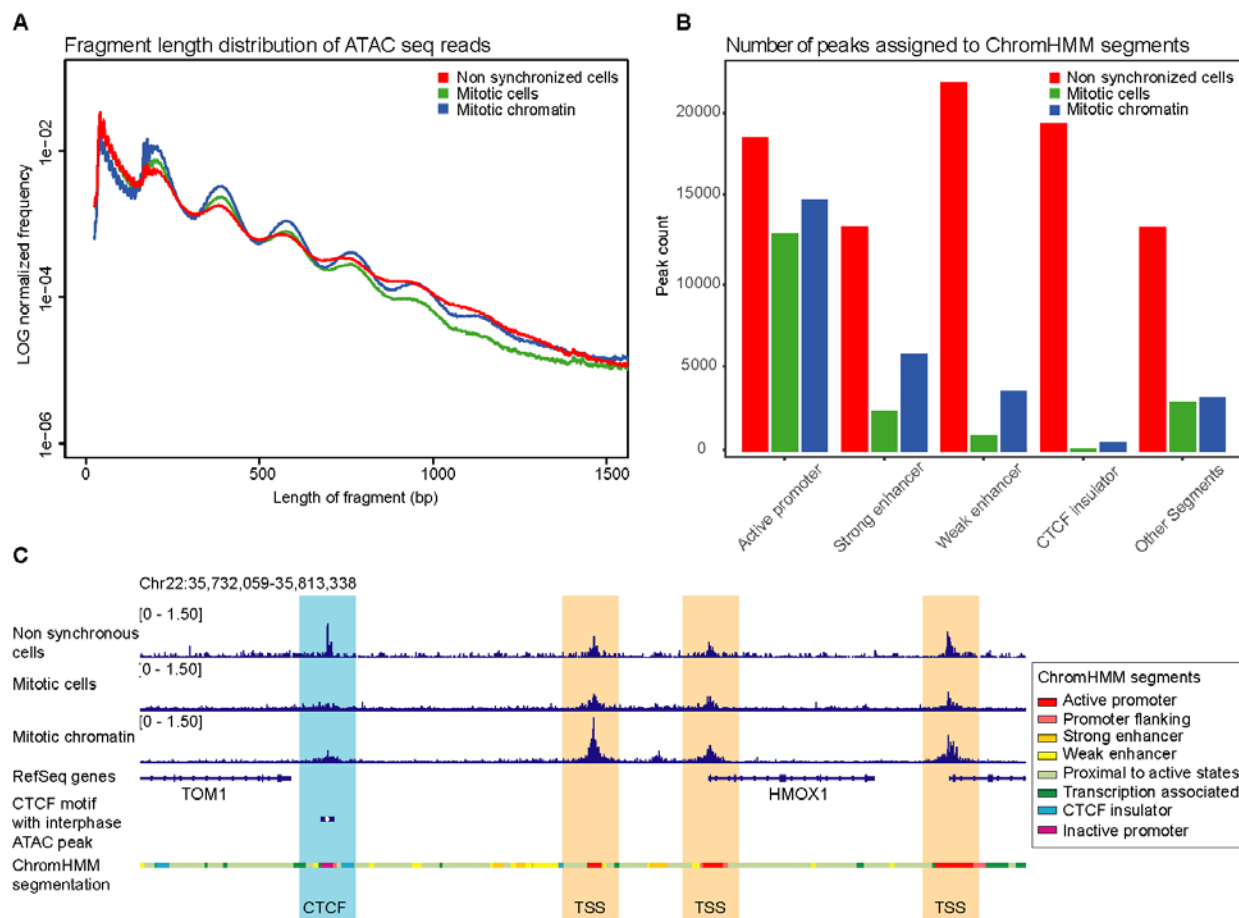 A
Fragment length distribution of ATAC seq reads
Non synchronized cells
Mitotic cells
Mitotic chromatin
LOG normalized frequency
1e-02
1e-04
1e-06
0
500
1000
1500
Length of fragment (bp)
B
Number of peaks assigned to ChromHMM segments
Non synchronized cells
Mitotic cells
Mitotic chromatin
Peak count
20000
15000
10000
5000
0
Active promoter
Strong enhancer
Weak enhancer
CTCF insulator
Other Segments
C
Chr22:35,732,059-35,813,338
[0 - 1.50]
Non synchronous
cells
[0 - 1.50]
Mitotic cells
[0 - 1.50]
Mitotic chromatin
RefSeq genes
TOM1
HMOX1
CTCF motif
with interphase
ATAC peak
ChromHMM
segmentation
CTCF
TSS
TSS
TSS
ChromHMM segments
Active promoter
Promoter flanking
Strong enhancer
Weak enhancer
Proximal to active states
Transcription associated
CTCF insulator
Inactive promoter